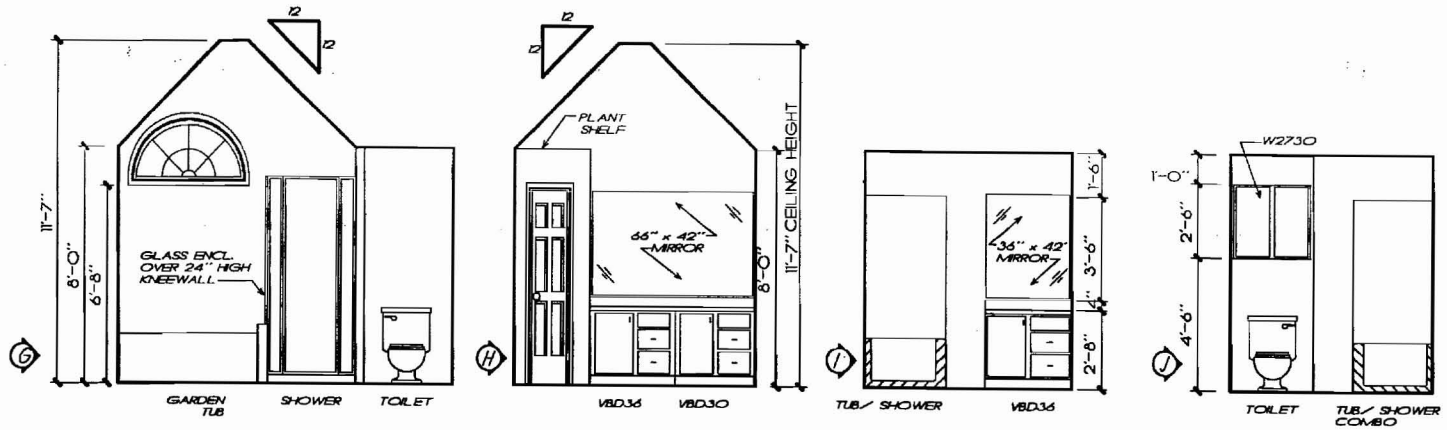 12
12
11'-7"
8'-0"
6'-8"
GLASS ENCL.
OVER 24" HIGH
KNEEWALL
G
GARDEN
TUB
SHOWER
TOILET
12
12
PLANT
SHELF
66" x 42"
MIRROR
8'-0"
11'-7" CEILING HEIGHT
H
VBD36
VBD30
36" x 42"
MIRROR
1'-6"
3'-6"
4"
2'-8"
I
TUB/ SHOWER
VBD36
W2730
1'-0"
2'-6"
4'-6"
J
TOILET
TUB/ SHOWER
COMBO